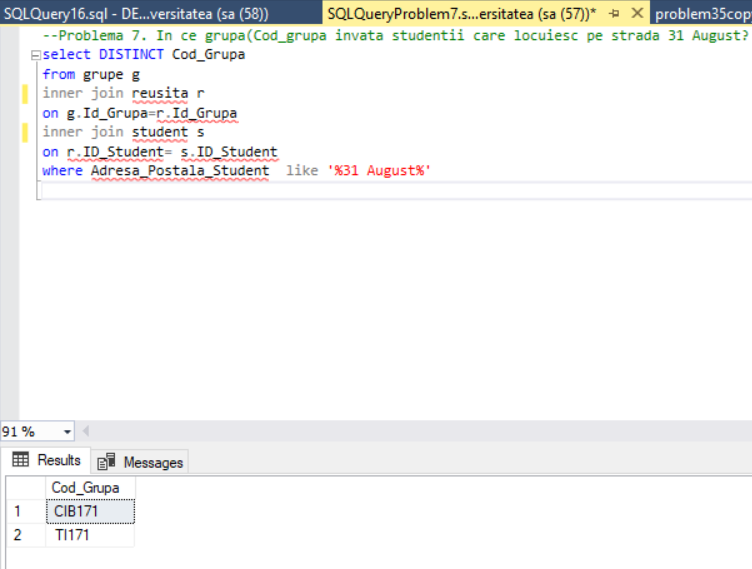 SQLQuery16.sql - DE...versitatea (sa (58))
SQLQueryProblem7.s...ersitatea (sa (57))*
problem35cop
--Problema 7. In ce grupa(Cod_grupa invata studentii care locuiesc pe strada 31 August?
select DISTINCT Cod_Grupa
from grupe g
inner join reusita r
on g.Id_Grupa=r.Id_Grupa
inner join student s
on r.ID_Student= s.ID_Student
where Adresa_Postala_Student  like '%31 August%'
91 %
Results
Messages
Cod_Grupa
1 CIB171
2 TI171